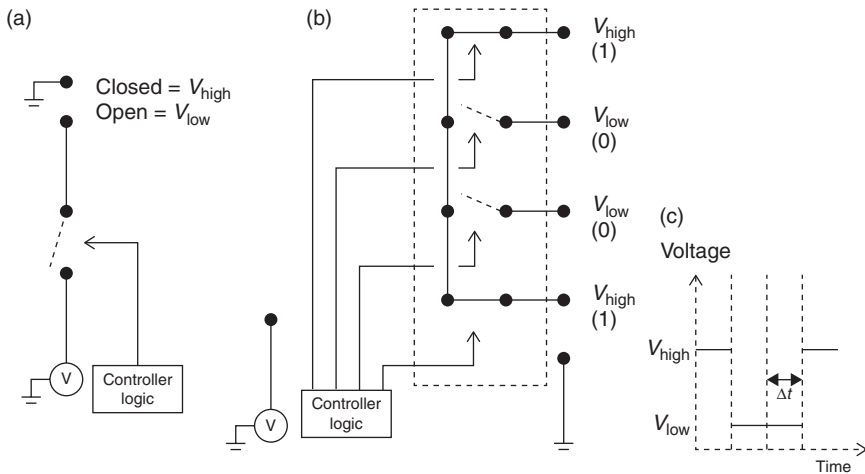 (a)
Closed = Vhigh
Open = Vlow
V
Controller
logic
(b)
Vhigh
(1)
Vlow
(0)
Vlow
(0)
Vhigh
(1)
V
Controller
logic
(c)
Voltage
Vhigh
Δt
Vlow
Time